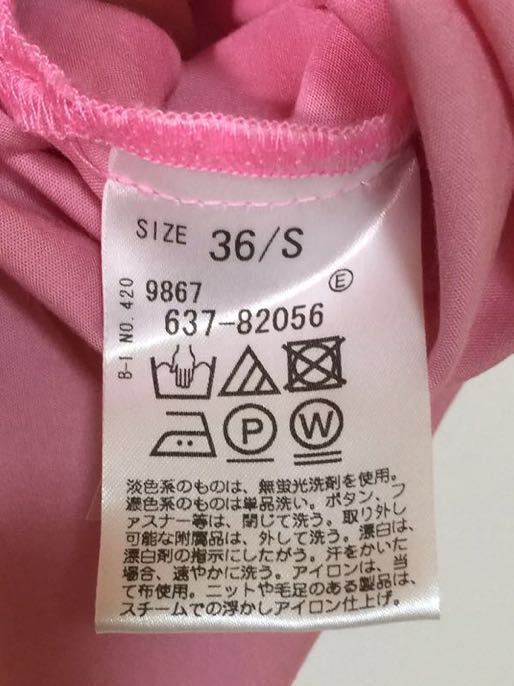 SIZE 36/S
9867 Ⓔ
637-82056
B-1 NO. 420
P W
淡色系のものは、無蛍光洗剤を使用。
濃色系のものは単品洗い。ボタン、フ
ァスナー等は、閉じて洗う。取り外し
可能な附属品は、外して洗う。漂白は、
漂白剤の指示にしたがう。汗をかいた
場合、速やかに洗う。アイロンは、当
て布使用。ニットや毛足のある製品は、
スチームでの浮かしアイロン仕上げ。